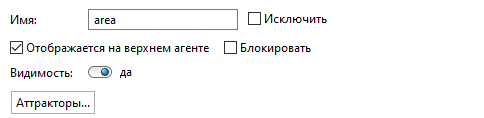 Имя: area Исключить
Отображается на верхнем агенте Блокировать
Видимость: да
Аттракторы...